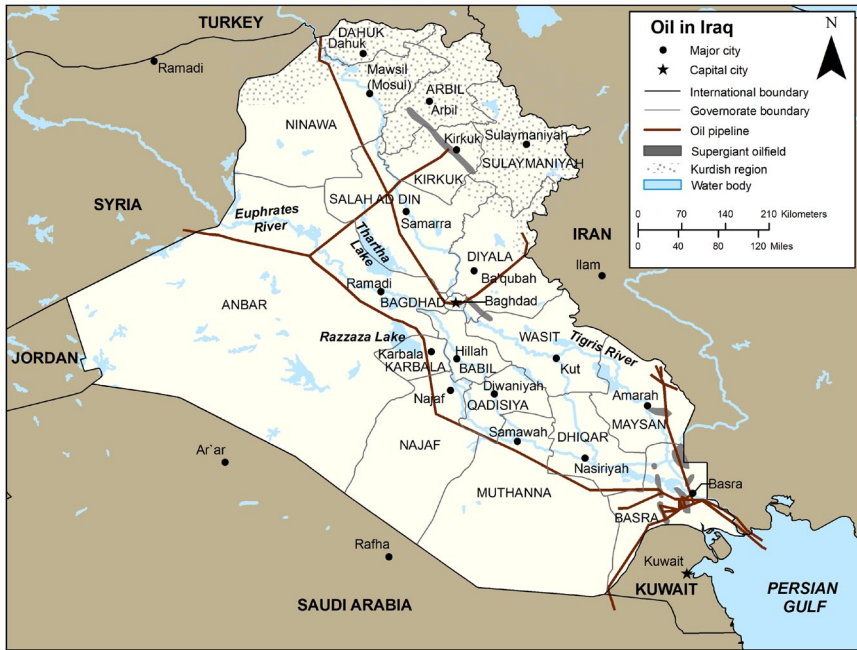 TURKEY
Ramadi
DAHUK
Dahuk
Mawsil
(Mosul)
ARBIL
Arbil
NINAWA
Kirkuk
Sulaymaniyah
SULAYMANIYAH
KIRKUK
SALAH AD DIN
SYRIA
Euphrates
River
Samarra
Thartha
Lake
IRAN
DIYALA
Ba'qubah
Ilam
Ramadi
BAGDHAD
Baghdad
ANBAR
JORDAN
Razzaza Lake
WASIT
Tigris River
Karbala
KARBALA
Hillah
BABIL
Kut
Diwaniyah
Najaf
QADISIYA
Amarah
MAYSAN
Samawah
NAJAF
DHIQAR
Ar`ar
Nasiriyah
MUTHANNA
Basra
BASRA
Rafha
Kuwait
KUWAIT
SAUDI ARABIA
PERSIAN
GULF
Oil in Iraq
N
Major city
Capital city
International boundary
Governorate boundary
Oil pipeline
Supergiant oilfield
Kurdish region
Water body
0 70 140 210 Kilometers
0 40 80 120 Miles